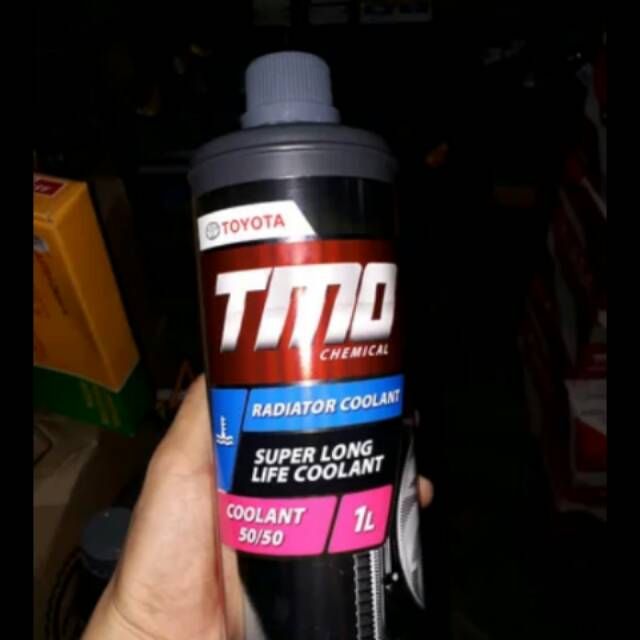 TOYOTA
TMO
CHEMICAL
RADIATOR COOLANT
SUPER LONG
LIFE COOLANT
COOLANT 1L
50/50